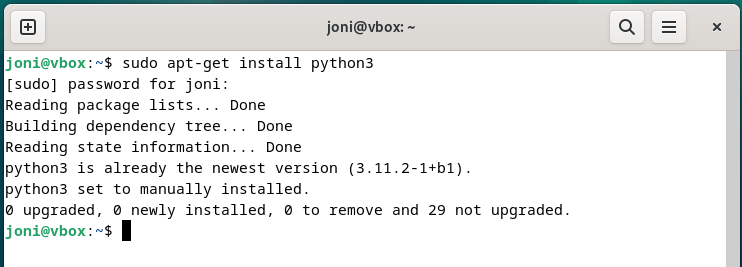 joni@vbox: ~
joni@vbox:~$ sudo apt-get install python3
[sudo] password for joni:
Reading package lists... Done
Building dependency tree... Done
Reading state information... Done
python3 is already the newest version (3.11.2-1+b1).
python3 set to manually installed.
0 upgraded, 0 newly installed, 0 to remove and 29 not upgraded.
joni@vbox:~$